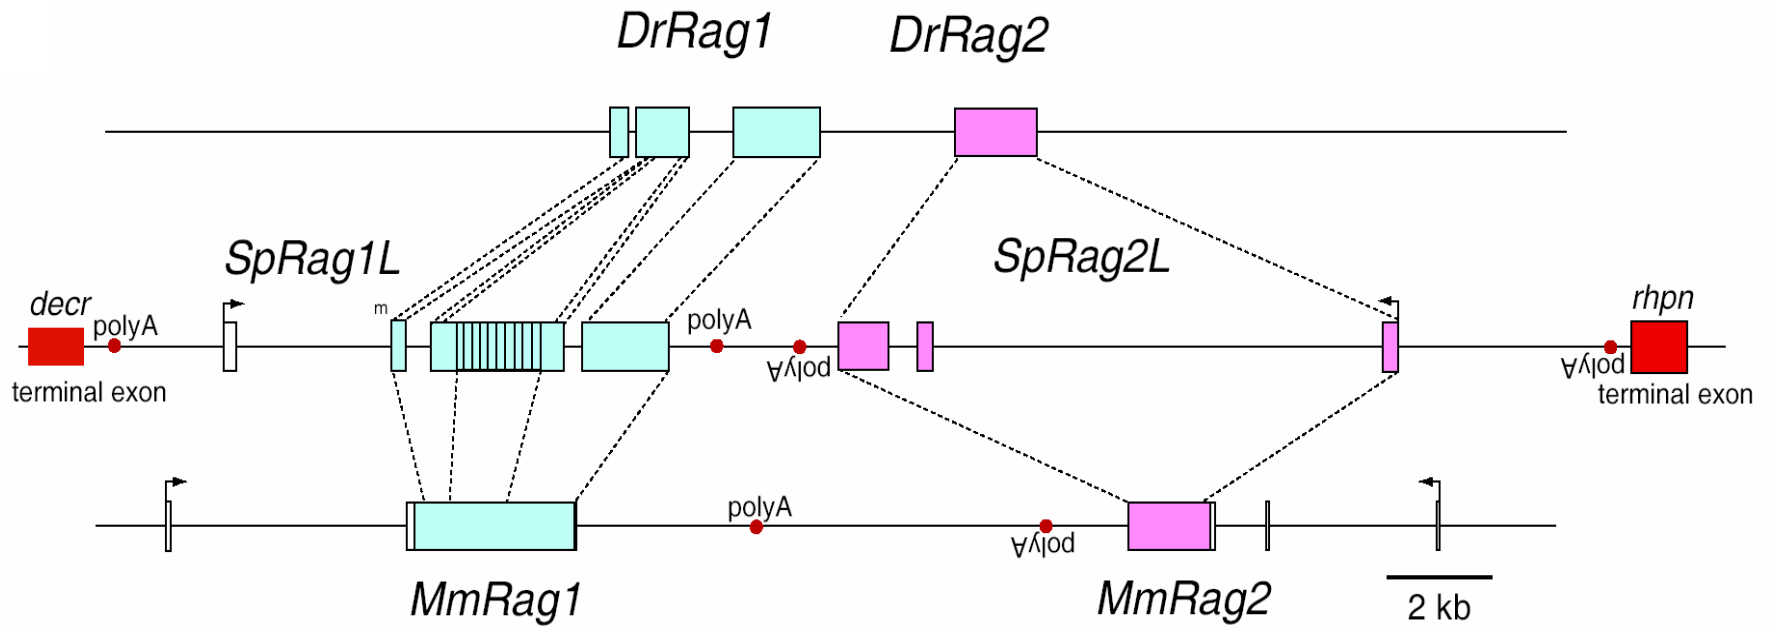 DrRag1 DrRag2
SpRag1L SpRag2L
decr polyA m polyA polyA polyA rhpn
terminal exon terminal exon
polyA polyA
MmRag1 MmRag2
2 kb